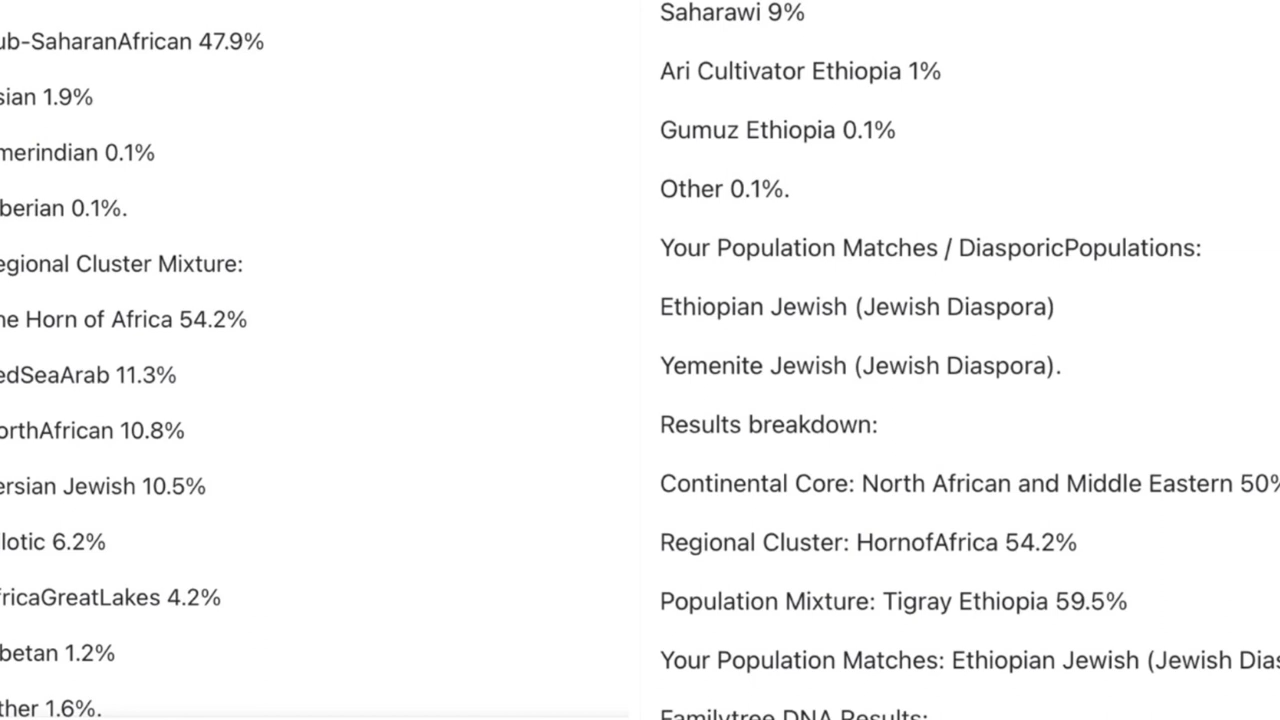 ub-SaharanAfrican 47.9%
sian 1.9%
merindian 0.1%
berian 0.1%.
egional Cluster Mixture:
he Horn of Africa 54.2%
edSeaArab 11.3%
orthAfrican 10.8%
ersian Jewish 10.5%
lotic 6.2%
fricaGreatLakes 4.2%
betan 1.2%
ther 1.6%.
Saharawi 9%
Ari Cultivator Ethiopia 1%
Gumuz Ethiopia 0.1%
Other 0.1%.
Your Population Matches / DiasporicPopulations:
Ethiopian Jewish (Jewish Diaspora)
Yemenite Jewish (Jewish Diaspora).
Results breakdown:
Continental Core: North African and Middle Eastern 50%
Regional Cluster: HornofAfrica 54.2%
Population Mixture: Tigray Ethiopia 59.5%
Your Population Matches: Ethiopian Jewish (Jewish Dias
Familytree DNA Results: